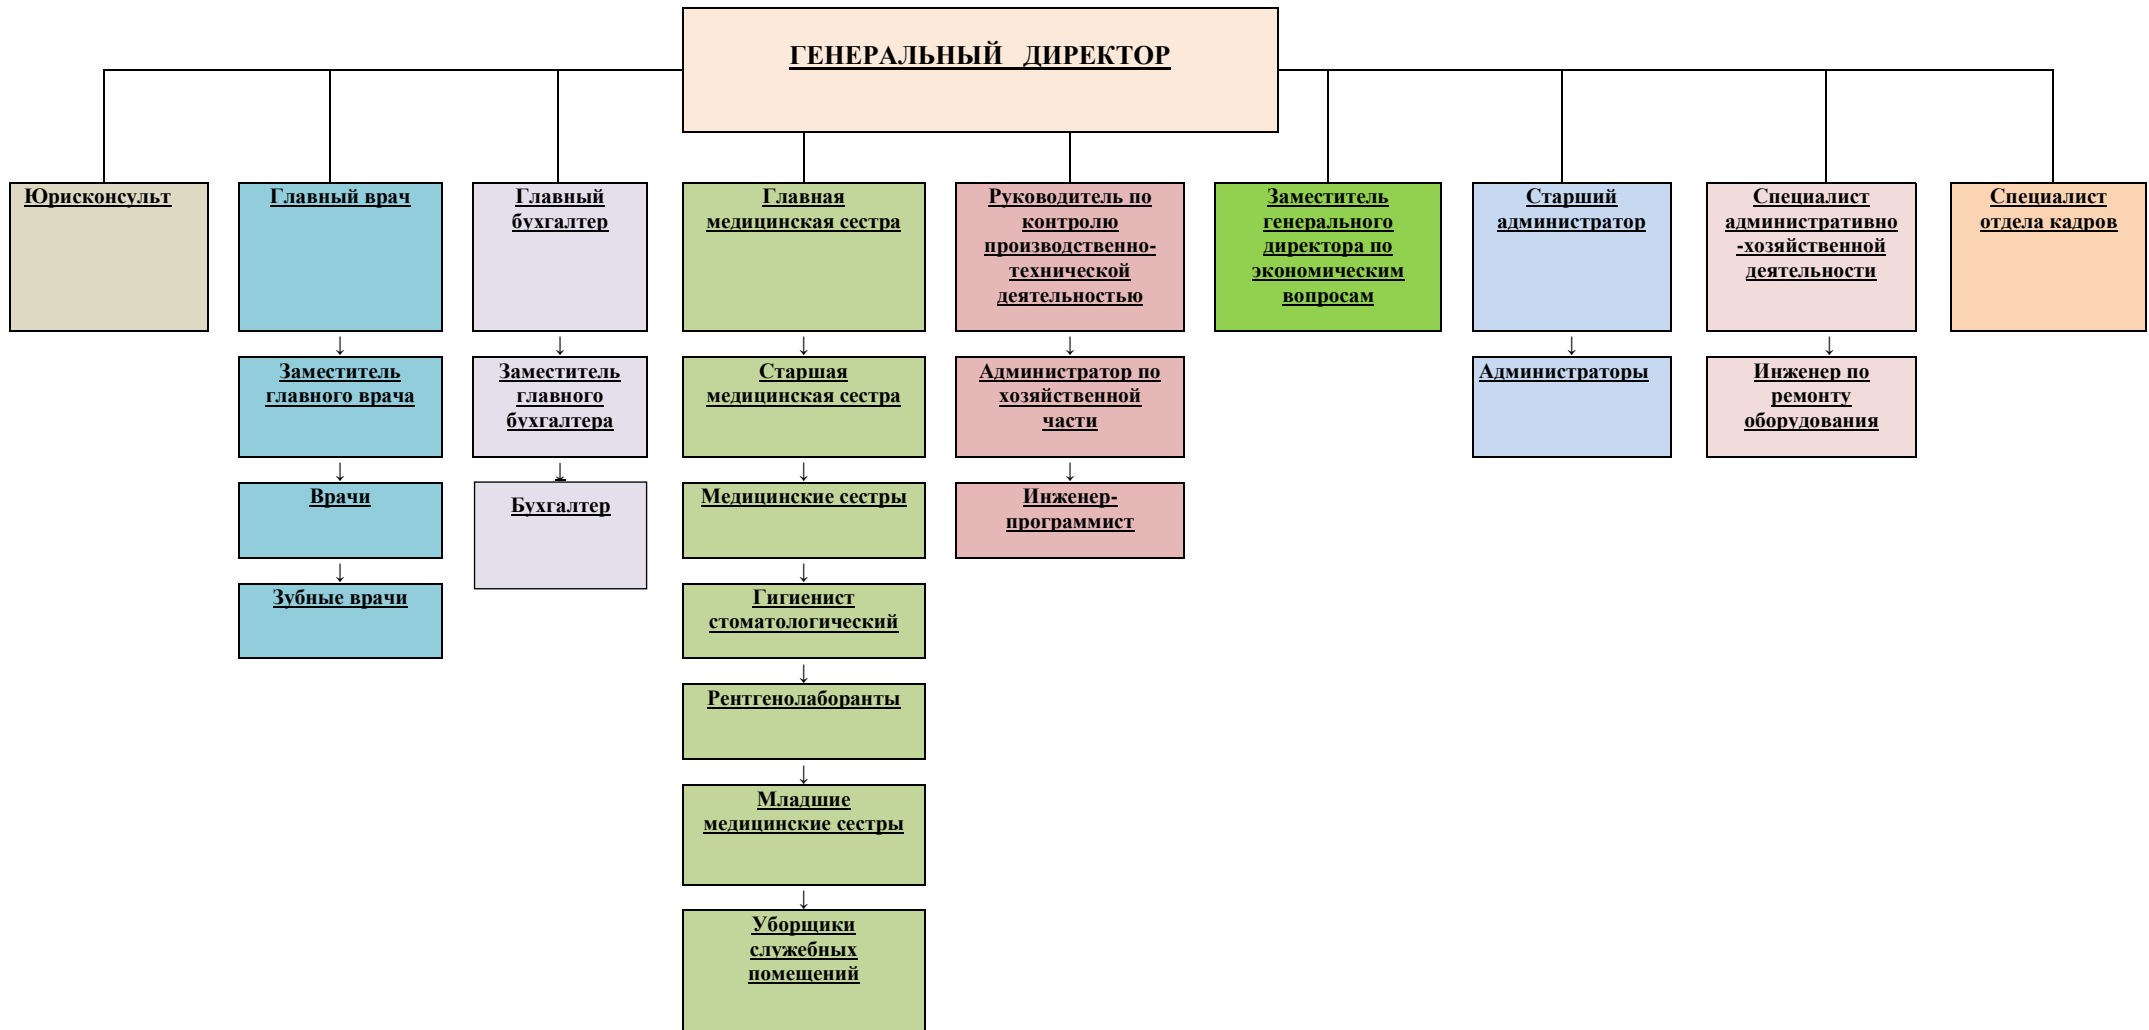 ГЕНЕРАЛЬНЫЙ ДИРЕКТОР
Юрисконсульт
Главный врач
Главный
бухгалтер
Главная
медицинская сестра
Руководитель по
контролю
производственно-
технической
деятельностью
Заместитель
генерального
директора по
экономическим
вопросам
Старший
администратор
Специалист
административно
-хозяйственной
деятельности
Специалист
отдела кадров
↓
↓
↓
↓
↓
↓
Заместитель
главного врача
Заместитель
главного
бухгалтера
Старшая
медицинская сестра
Администратор по
хозяйственной
части
Администраторы
Инженер по
ремонту
оборудования
↓
↓
↓
↓
Врачи
Бухгалтер
Медицинские сестры
Инженер-
программист
↓
↓
Зубные врачи
Гигиенист
стоматологический
↓
Рентгенолаборанты
↓
Младшие
медицинские сестры
↓
Уборщики
служебных
помещений